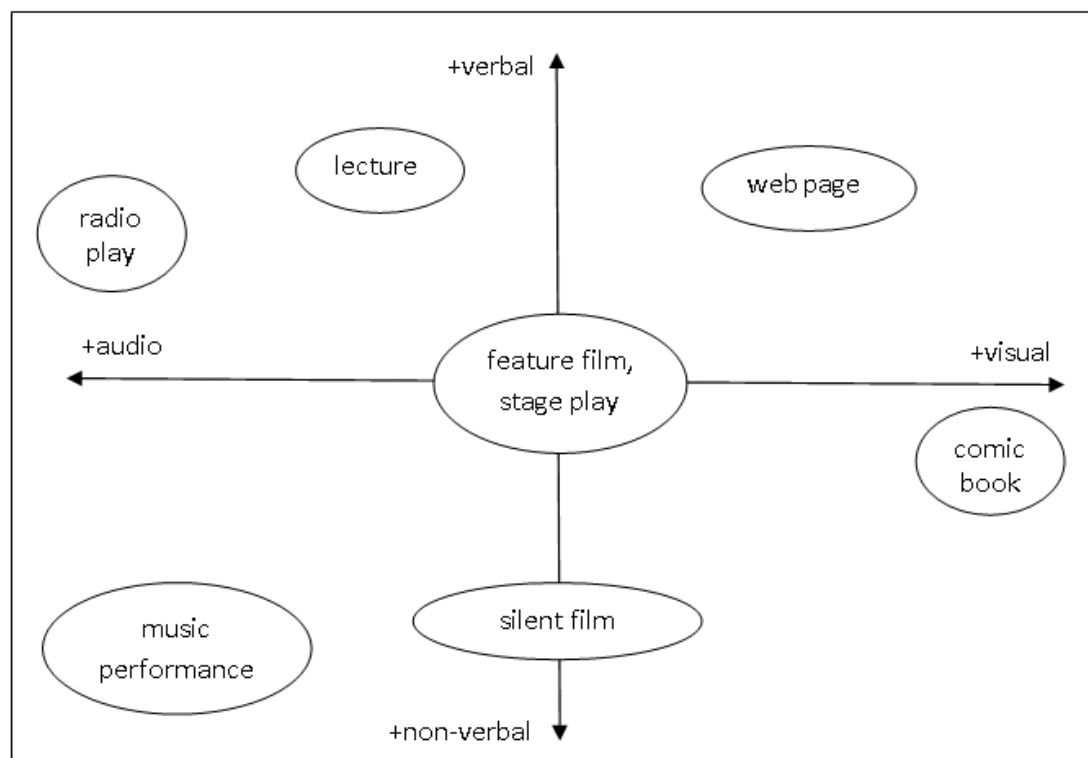 +verbal
lecture
web page
radio
play
+audio
feature film,
stage play
+visual
comic
book
music
performance
silent film
+non-verbal